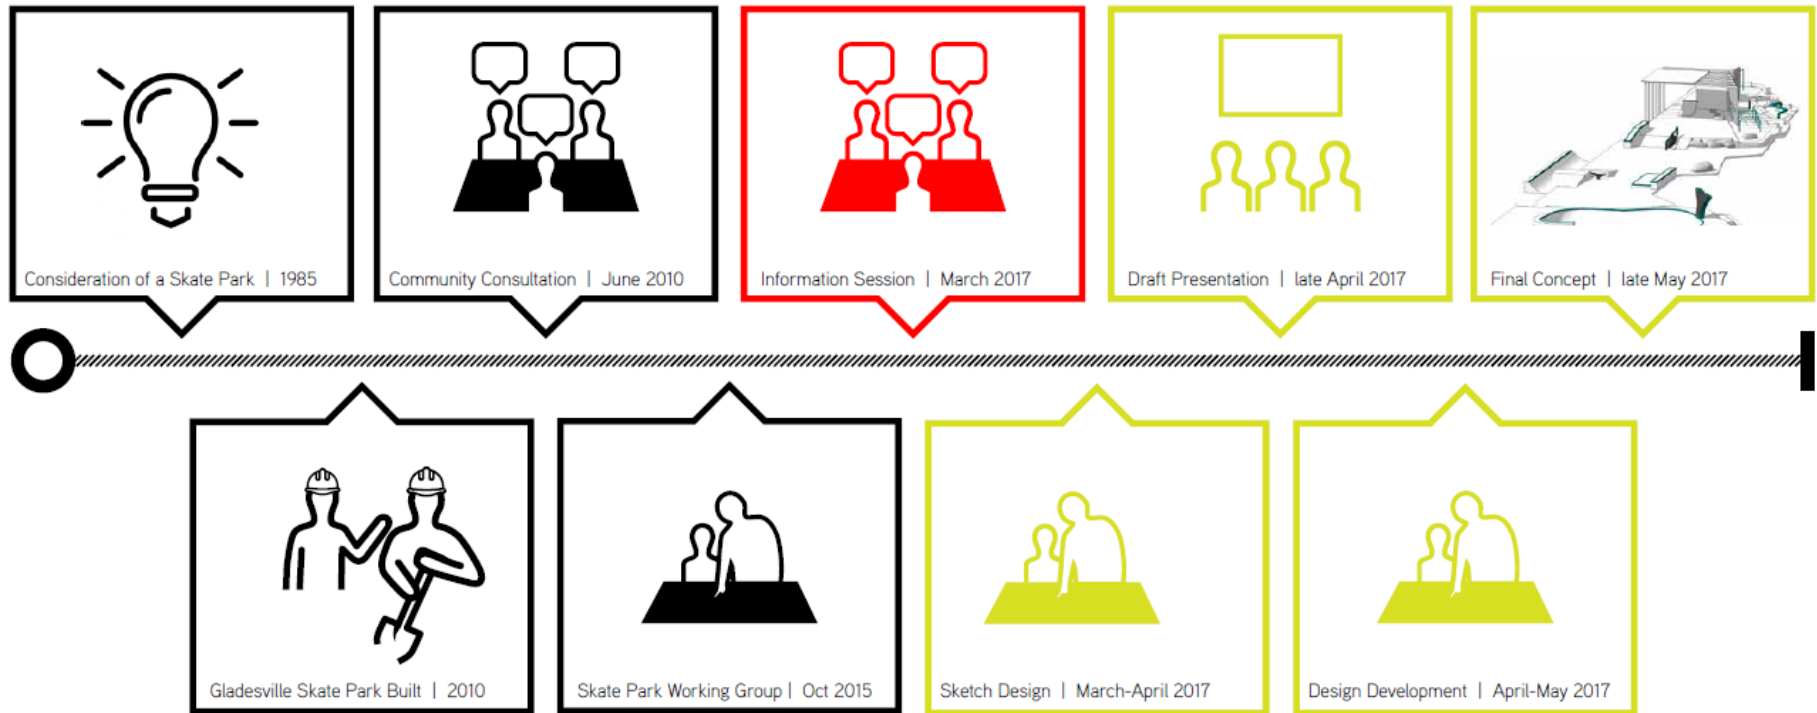 Consideration of a Skate Park | 1985
Community Consultation | June 2010
Information Session | March 2017
Draft Presentation | late April 2017
Final Concept | late May 2017
Gladesville Skate Park Built | 2010
Skate Park Working Group | Oct 2015
Sketch Design | March-April 2017
Design Development | April-May 2017